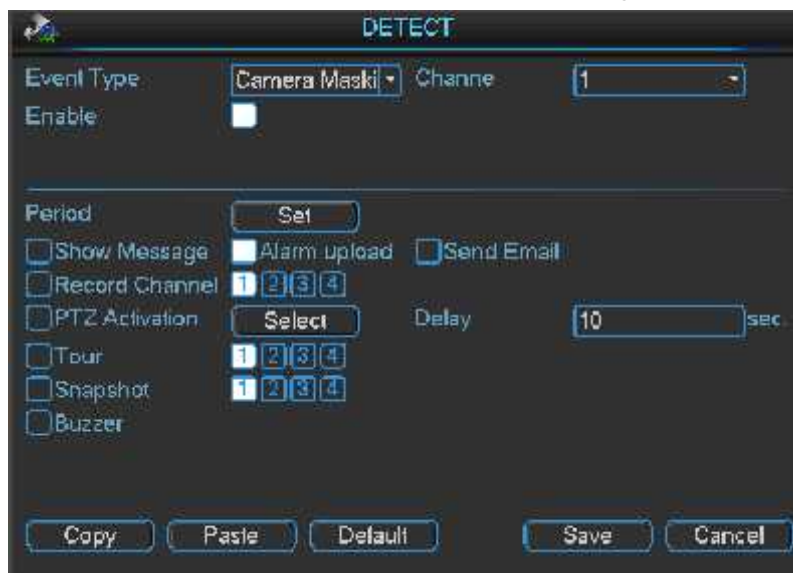 DETECT
Event Type Camera Maski Channe 1
Enable
Period Set
Show Message Alarm upload Send Email
Record Channel 1 2 3 4
PTZ Activation Select Delay 10 sec.
Tour 1 2 3 4
Snapshot 1 2 3 4
Buzzer
Copy Paste Default Save Cancel